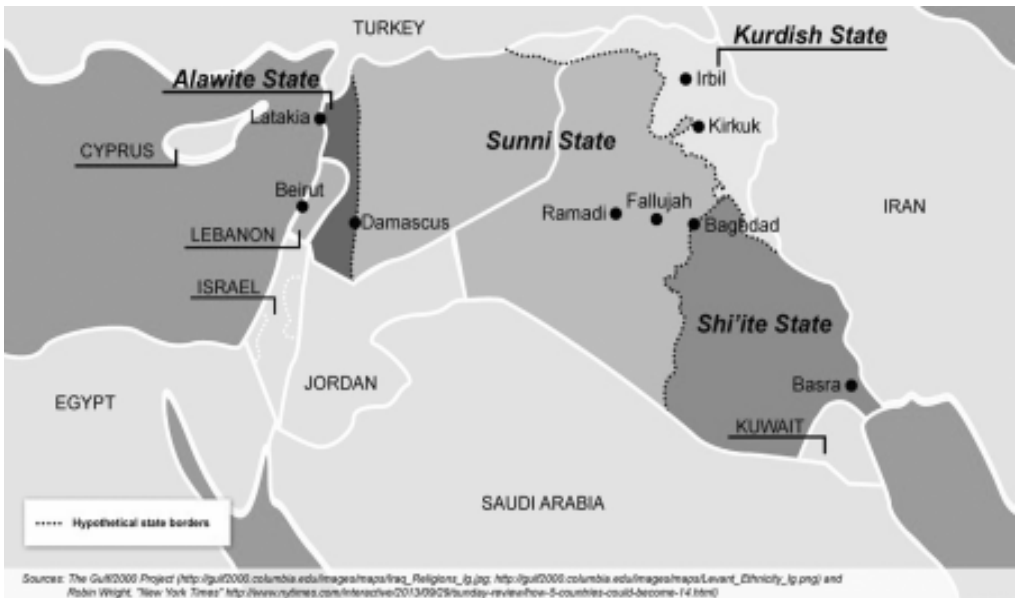 TURKEY
Kurdish State
Alawite State
Irbil
Latakia
Kirkuk
CYPRUS
Sunni State
Beirut
Ramadi
Fallujah
IRAN
Damascus
Baghdad
LEBANON
ISRAEL
Shi'ite State
JORDAN
Basra
EGYPT
KUWAIT
SAUDI ARABIA
Hypothetical state borders
Sources: The Gulf/2000 Project (http://gulf2000.columbia.edu/images/maps/Iraq_Religions_lg.jpg; http://gulf2000.columbia.edu/images/maps/Levant_Ethnicity_lg.png) and
Robin Wright, "New York Times" http://www.nytimes.com/interactive/2013/09/29/sunday-review/how-5-countries-could-become-14.html)